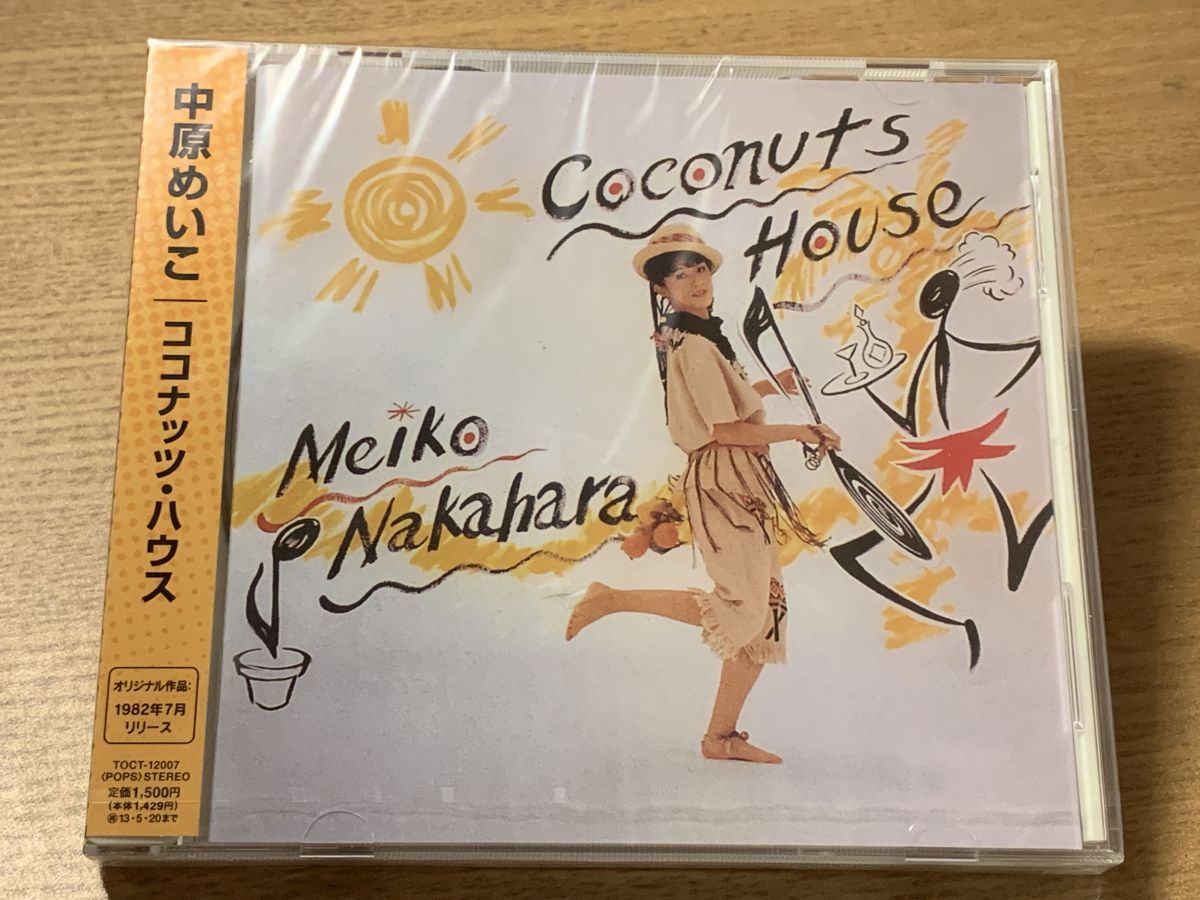 中原めいこ｜ココナッツ・ハウス
オリジナル作品:
1982年7月
リリース
TOCT-12007
〈POPS〉STEREO
定価1,500円
(本体1,429円)
㊓13・5・20まで
Coconuts
House
Meiko
Nakahara